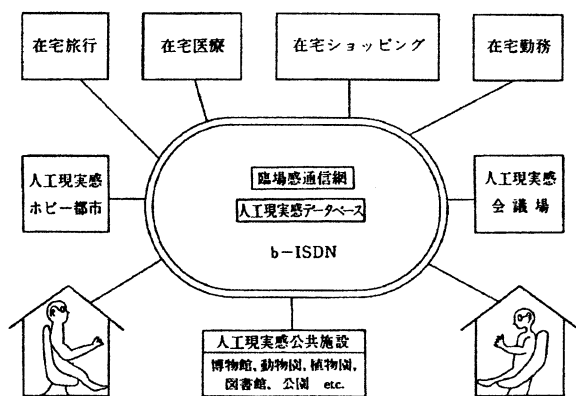 在宅旅行
在宅医療
在宅ショッピング
在宅勤務
臨場感通信網
人工現実感データベース
b-ISDN
人工現実感
ホビー都市
人工現実感
会議場
人工現実感公共施設
博物館、動物園、植物園、
図書館、公園 etc.